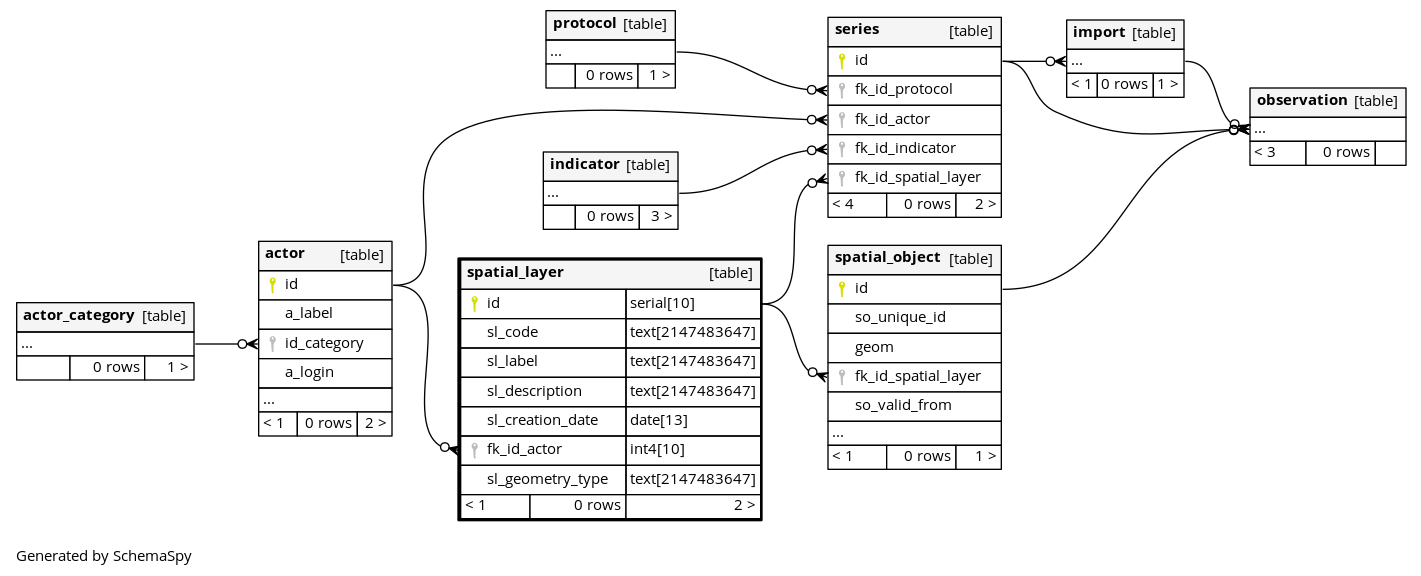 protocol [table]
...
0 rows 1 >
series [table]
id
fk_id_protocol
fk_id_actor
fk_id_indicator
fk_id_spatial_layer
< 4 0 rows 2 >
import [table]
...
< 1 0 rows 1 >
observation [table]
...
< 3 0 rows
indicator [table]
...
0 rows 3 >
actor [table]
id
a_label
id_category
a_login
...
< 1 0 rows 2 >
actor_category [table]
...
0 rows 1 >
spatial_layer [table]
id serial[10]
sl_code text[2147483647]
sl_label text[2147483647]
sl_description text[2147483647]
sl_creation_date date[13]
fk_id_actor int4[10]
sl_geometry_type text[2147483647]
< 1 0 rows 2 >
spatial_object [table]
id
so_unique_id
geom
fk_id_spatial_layer
so_valid_from
...
< 1 0 rows 1 >
Generated by SchemaSpy